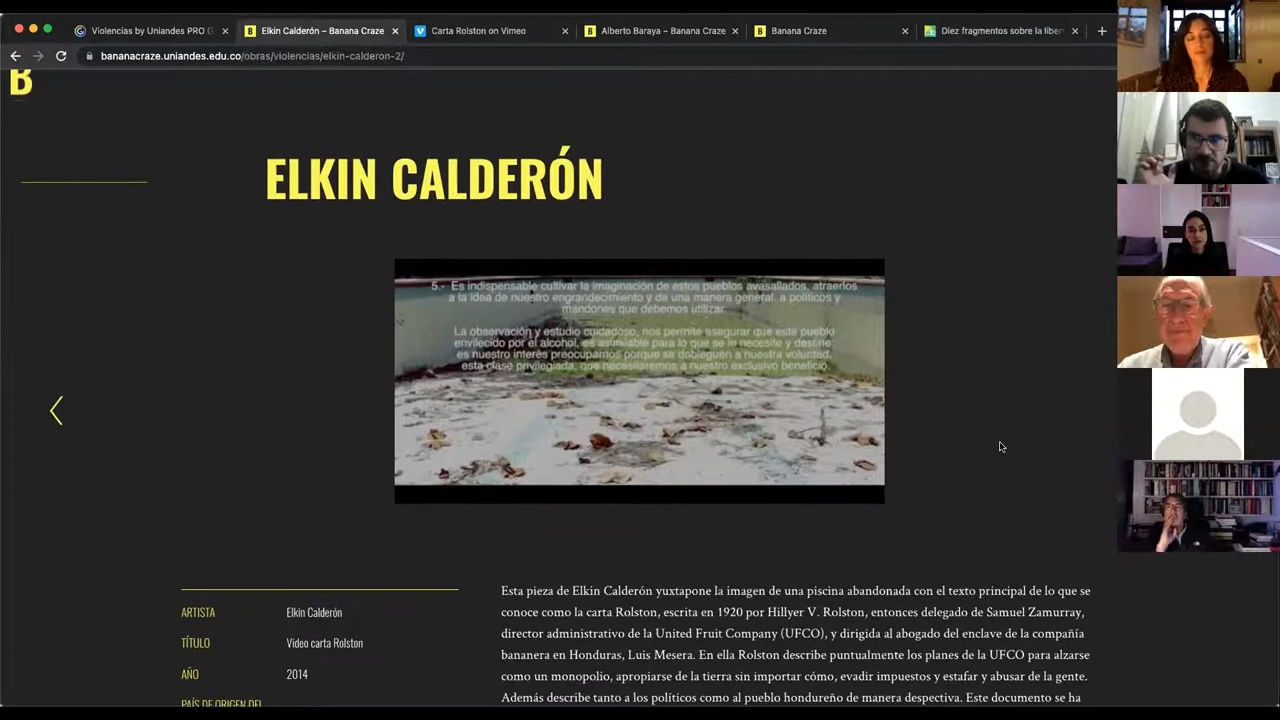 Violencias by Uniandes PRO G
Elkin Calderón – Banana Craze
Carta Rolston on Vimeo
Alberto Baraya – Banana Craze
Banana Craze
Diez fragmentos sobre la liber
bananacraze.uniandes.edu.co/obras/violencias/elkin-calderon-2/
B
ELKIN CALDERÓN
5.- Es indispensable cultivar la imaginación de estos pueblos avasallados, atraerlos
a la idea de nuestro engrandecimiento y de una manera general, a políticos y
mandones que debemos utilizar.
La observación y estudio cuidadoso, nos permite asegurar que este pueblo
envilecido por el alcohol, es asimilable para lo que se le necesite y destine;
es nuestro interés preocuparnos porque se dobleguen a nuestra voluntad,
esta clase privilegiada, que necesitaremos a nuestro exclusivo beneficio.
ARTISTA Elkin Calderón
TÍTULO Video carta Rolston
AÑO 2014
PAÍS DE ORIGEN DEL
Esta pieza de Elkin Calderón yuxtapone la imagen de una piscina abandonada con el texto principal de lo que se
conoce como la carta Rolston, escrita en 1920 por Hillyer V. Rolston, entonces delegado de Samuel Zamurray,
director administrativo de la United Fruit Company (UFCO), y dirigida al abogado del enclave de la compañía
bananera en Honduras, Luis Mesera. En ella Rolston describe puntualmente los planes de la UFCO para alzarse
como un monopolio, apropiarse de la tierra sin importar cómo, evadir impuestos y estafar y abusar de la gente.
Además describe tanto a los políticos como al pueblo hondureño de manera despectiva. Este documento se ha